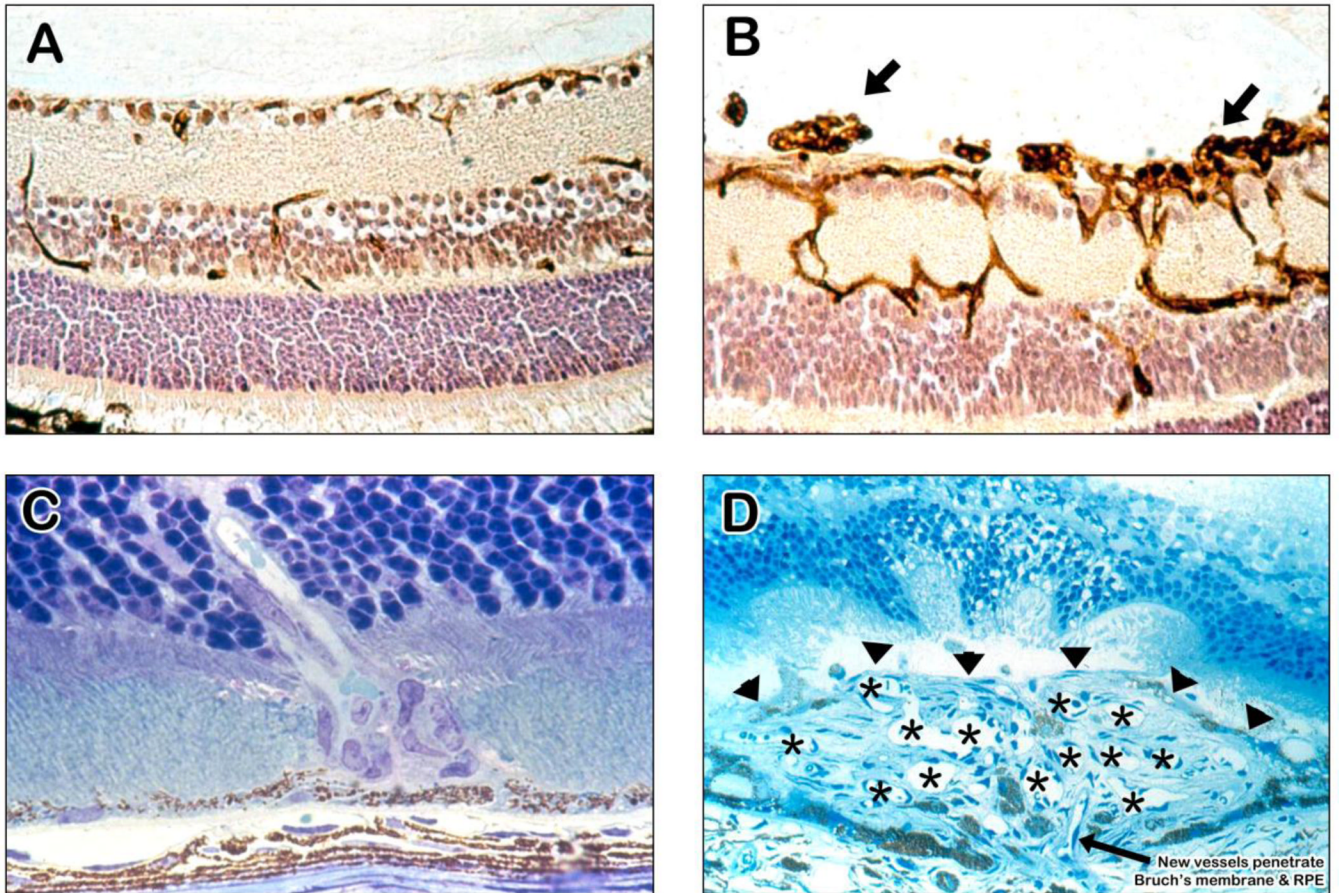 A
B
C
D
* * * * * * * * * * * * *
New vessels penetrate
Bruch's membrane & RPE